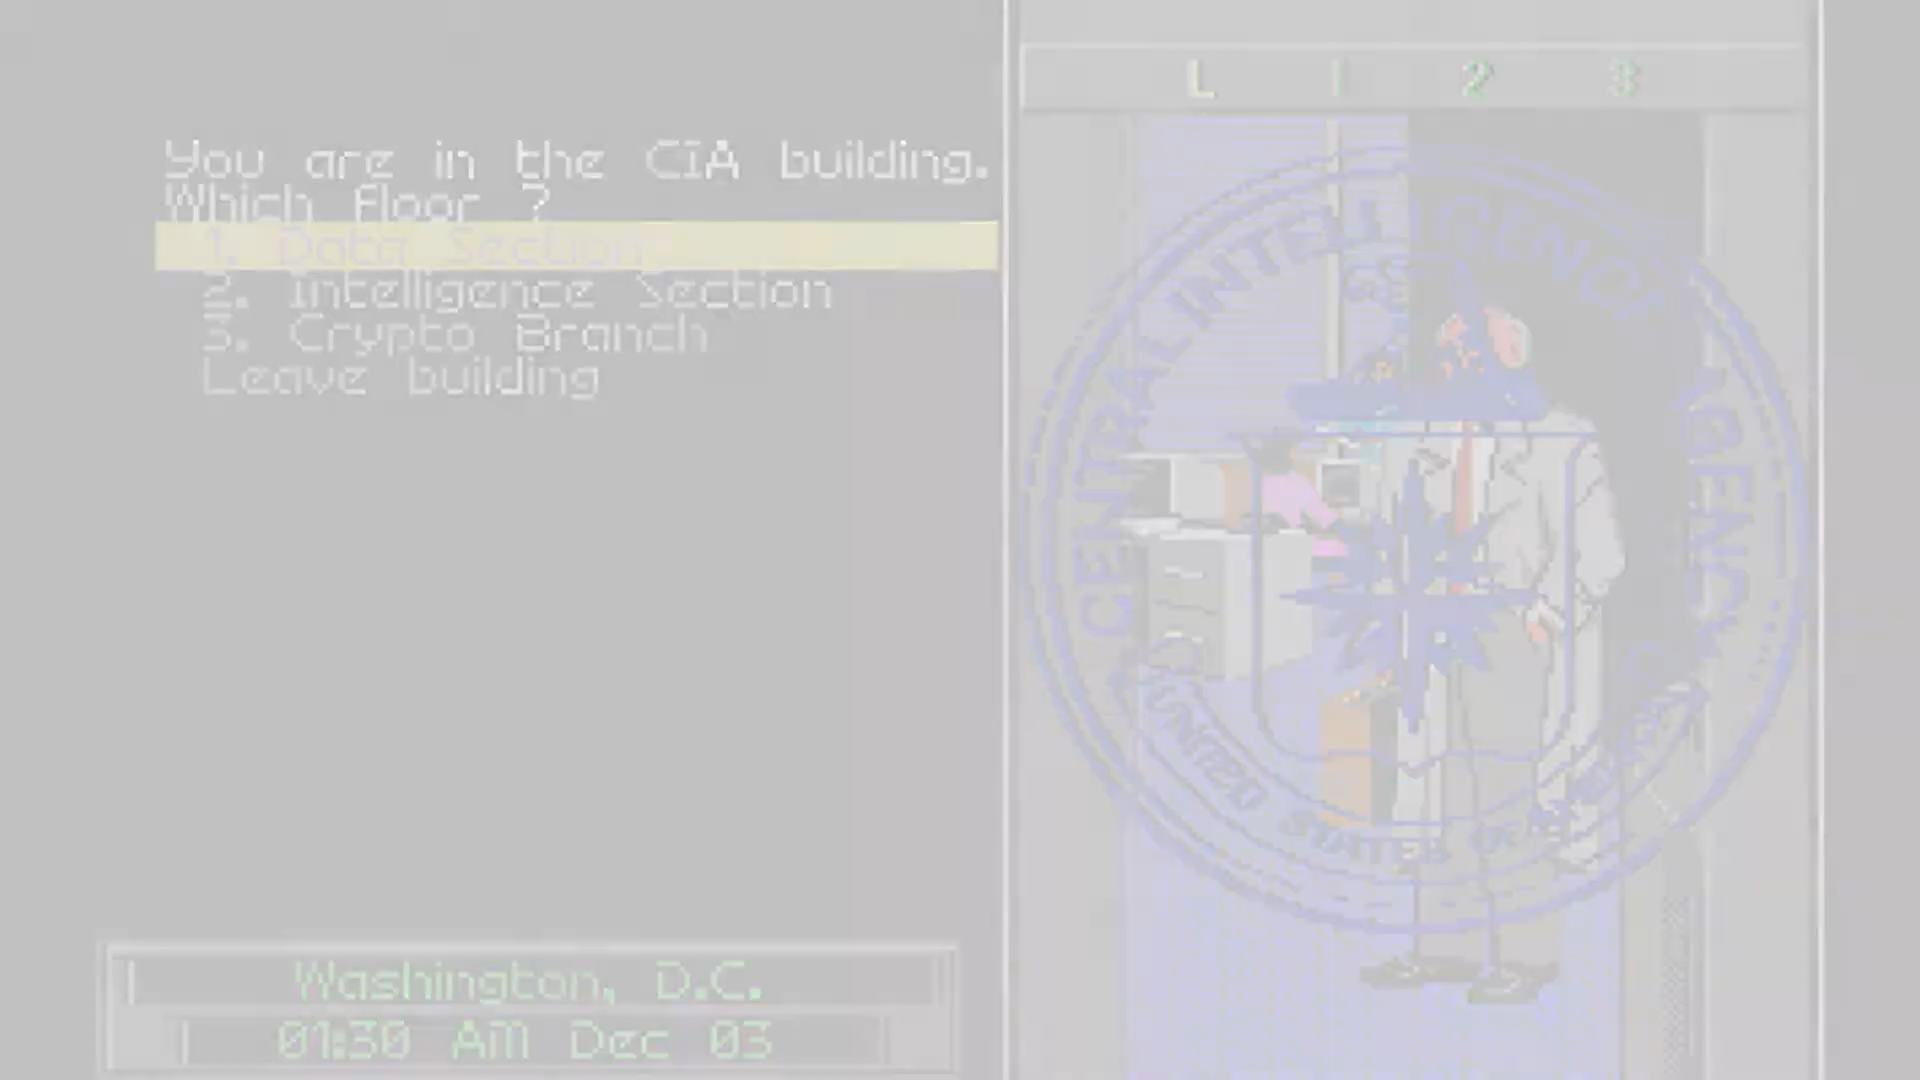 You are in the CIA building.
Which floor ?
1. Data Section
2. Intelligence Section
3. Crypto Branch
Leave building
L 1 2 3
CENTRAL INTELLIGENCE AGENCY
UNITED STATES OF AMERICA
Washington, D.C.
01:30 AM Dec 03